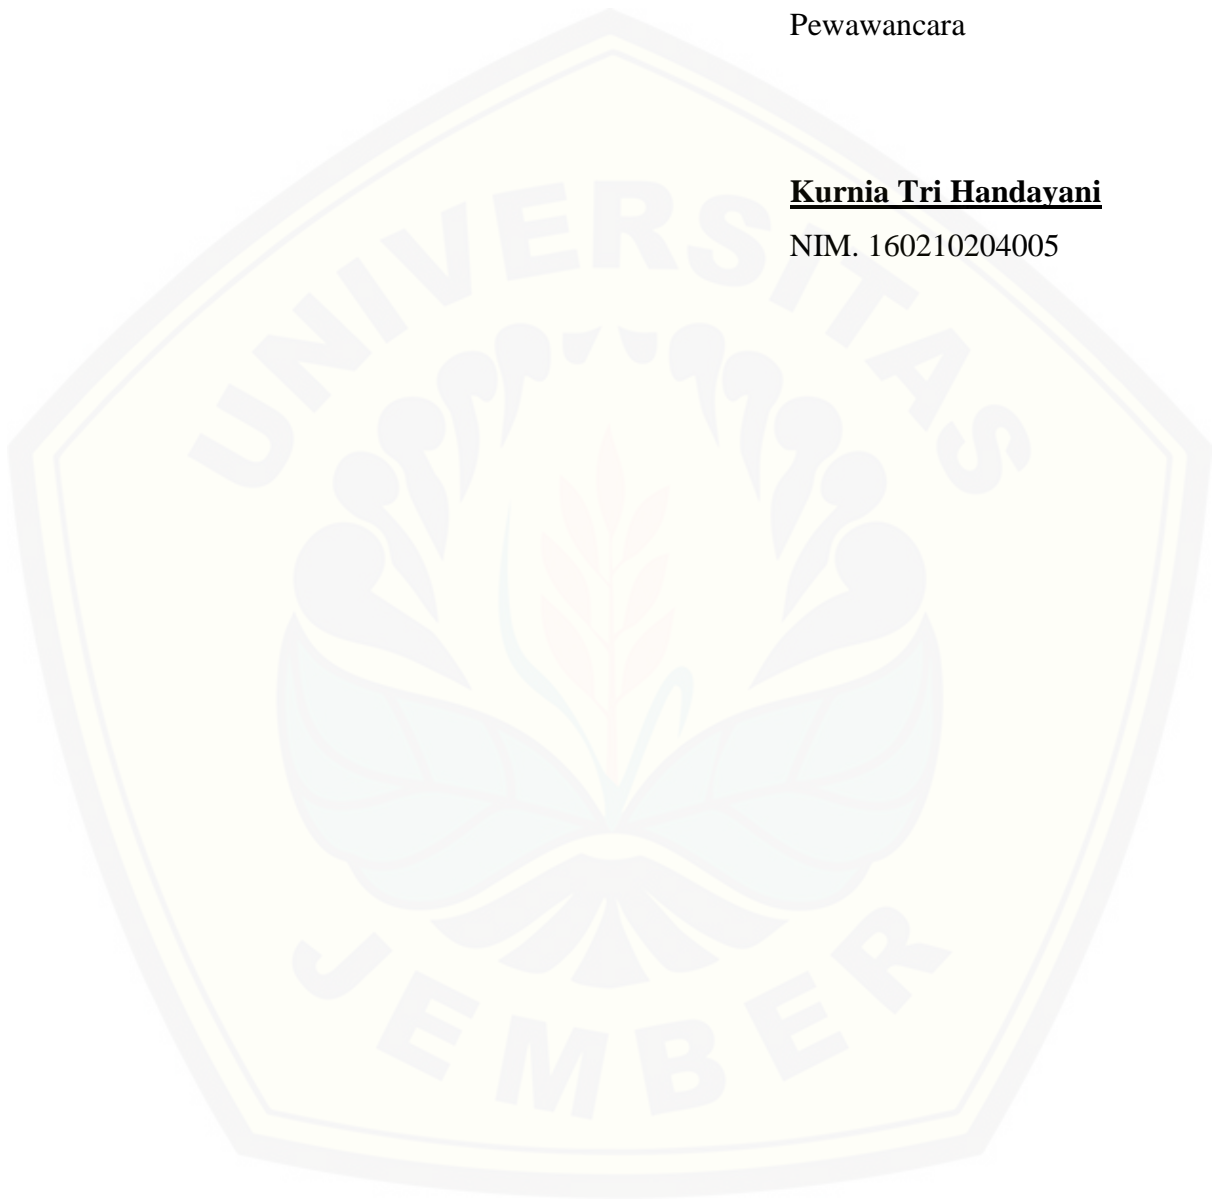 Pewawancara
Kurnia Tri Handayani
NIM. 160210204005
UNIVERSITAS
JEMBER